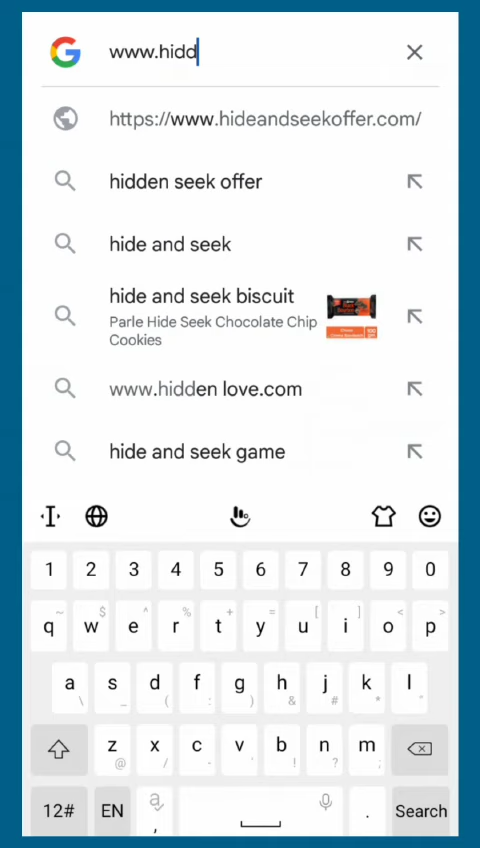 www.hidd
https://www.hideandseekoffer.com/
hidden seek offer
hide and seek
hide and seek biscuit
Parle Hide Seek Chocolate Chip
Cookies
www.hidden love.com
hide and seek game
1 2 3 4 5 6 7 8 9 0
q w e r t y u i o p
a s d f g h j k l
z x c v b n m
12# EN , . Search